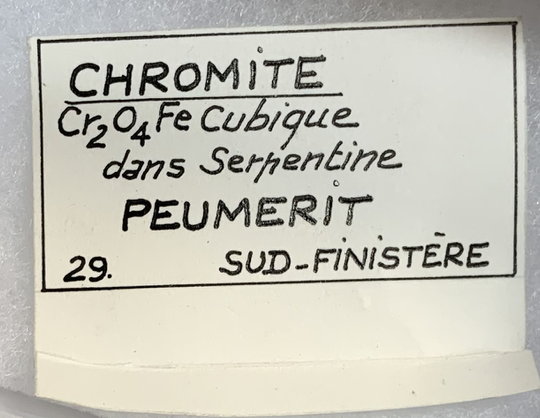 CHROMITE
Cr₂O₄Fe Cubique
dans Serpentine
PEUMERIT
29. SUD-FINISTÈRE